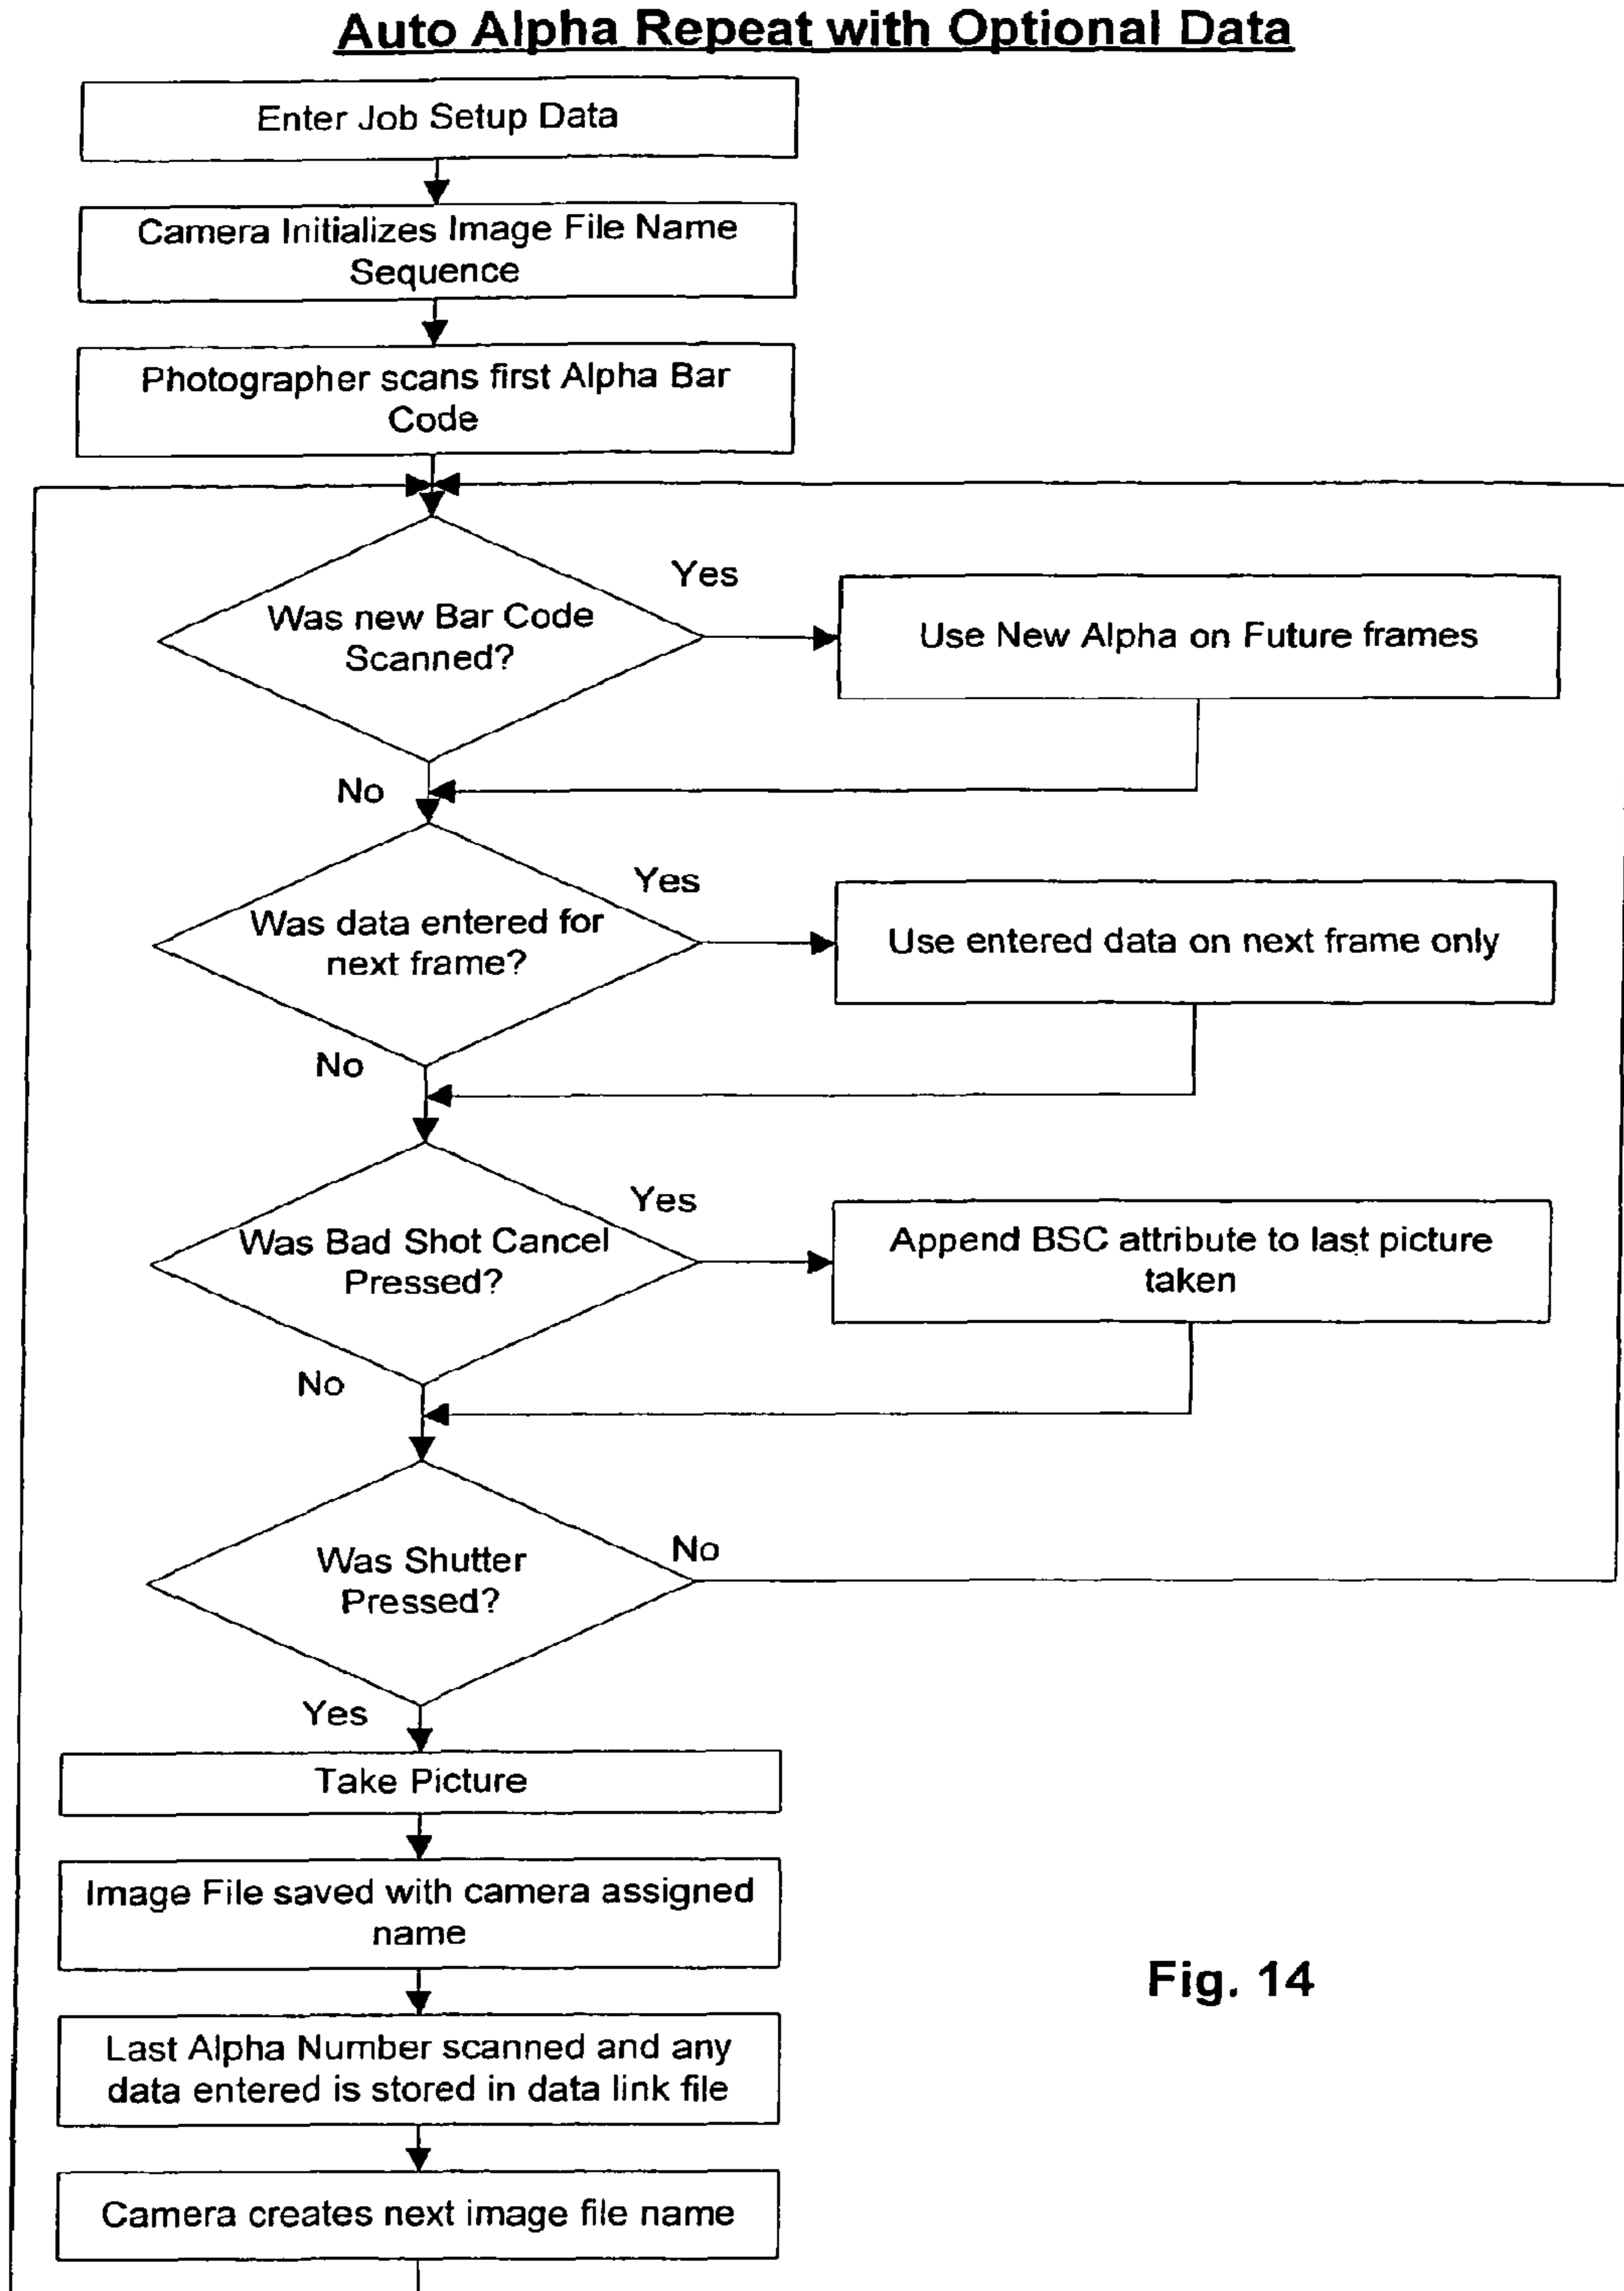 Auto Alpha Repeat with Optional Data
Enter Job Setup Data
Camera Initializes Image File Name
Sequence
Photographer scans first Alpha Bar
Code
Was new Bar Code
Scanned?
Yes
Use New Alpha on Future frames
No
Was data entered for
next frame?
Yes
Use entered data on next frame only
No
Was Bad Shot Cancel
Pressed?
Yes
Append BSC attribute to last picture
taken
No
Was Shutter
Pressed?
No
Yes
Take Picture
Image File saved with camera assigned
name
Last Alpha Number scanned and any
data entered is stored in data link file
Camera creates next image file name
Fig. 14